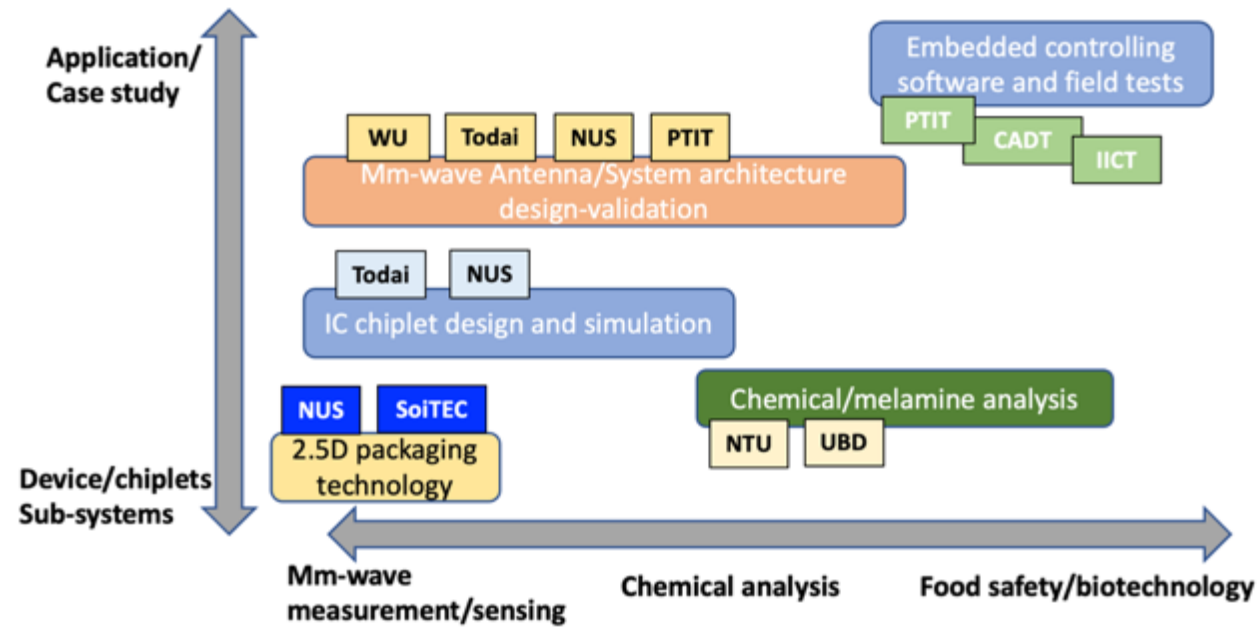 Application/
Case study
Embedded controlling
software and field tests
PTIT
CADT
IICT
WU
Todai
NUS
PTIT
Mm-wave Antenna/System architecture
design-validation
Todai
NUS
IC chiplet design and simulation
NUS
SoiTEC
2.5D packaging
technology
Chemical/melamine analysis
NTU
UBD
Device/chiplets
Sub-systems
Mm-wave
measurement/sensing
Chemical analysis
Food safety/biotechnology